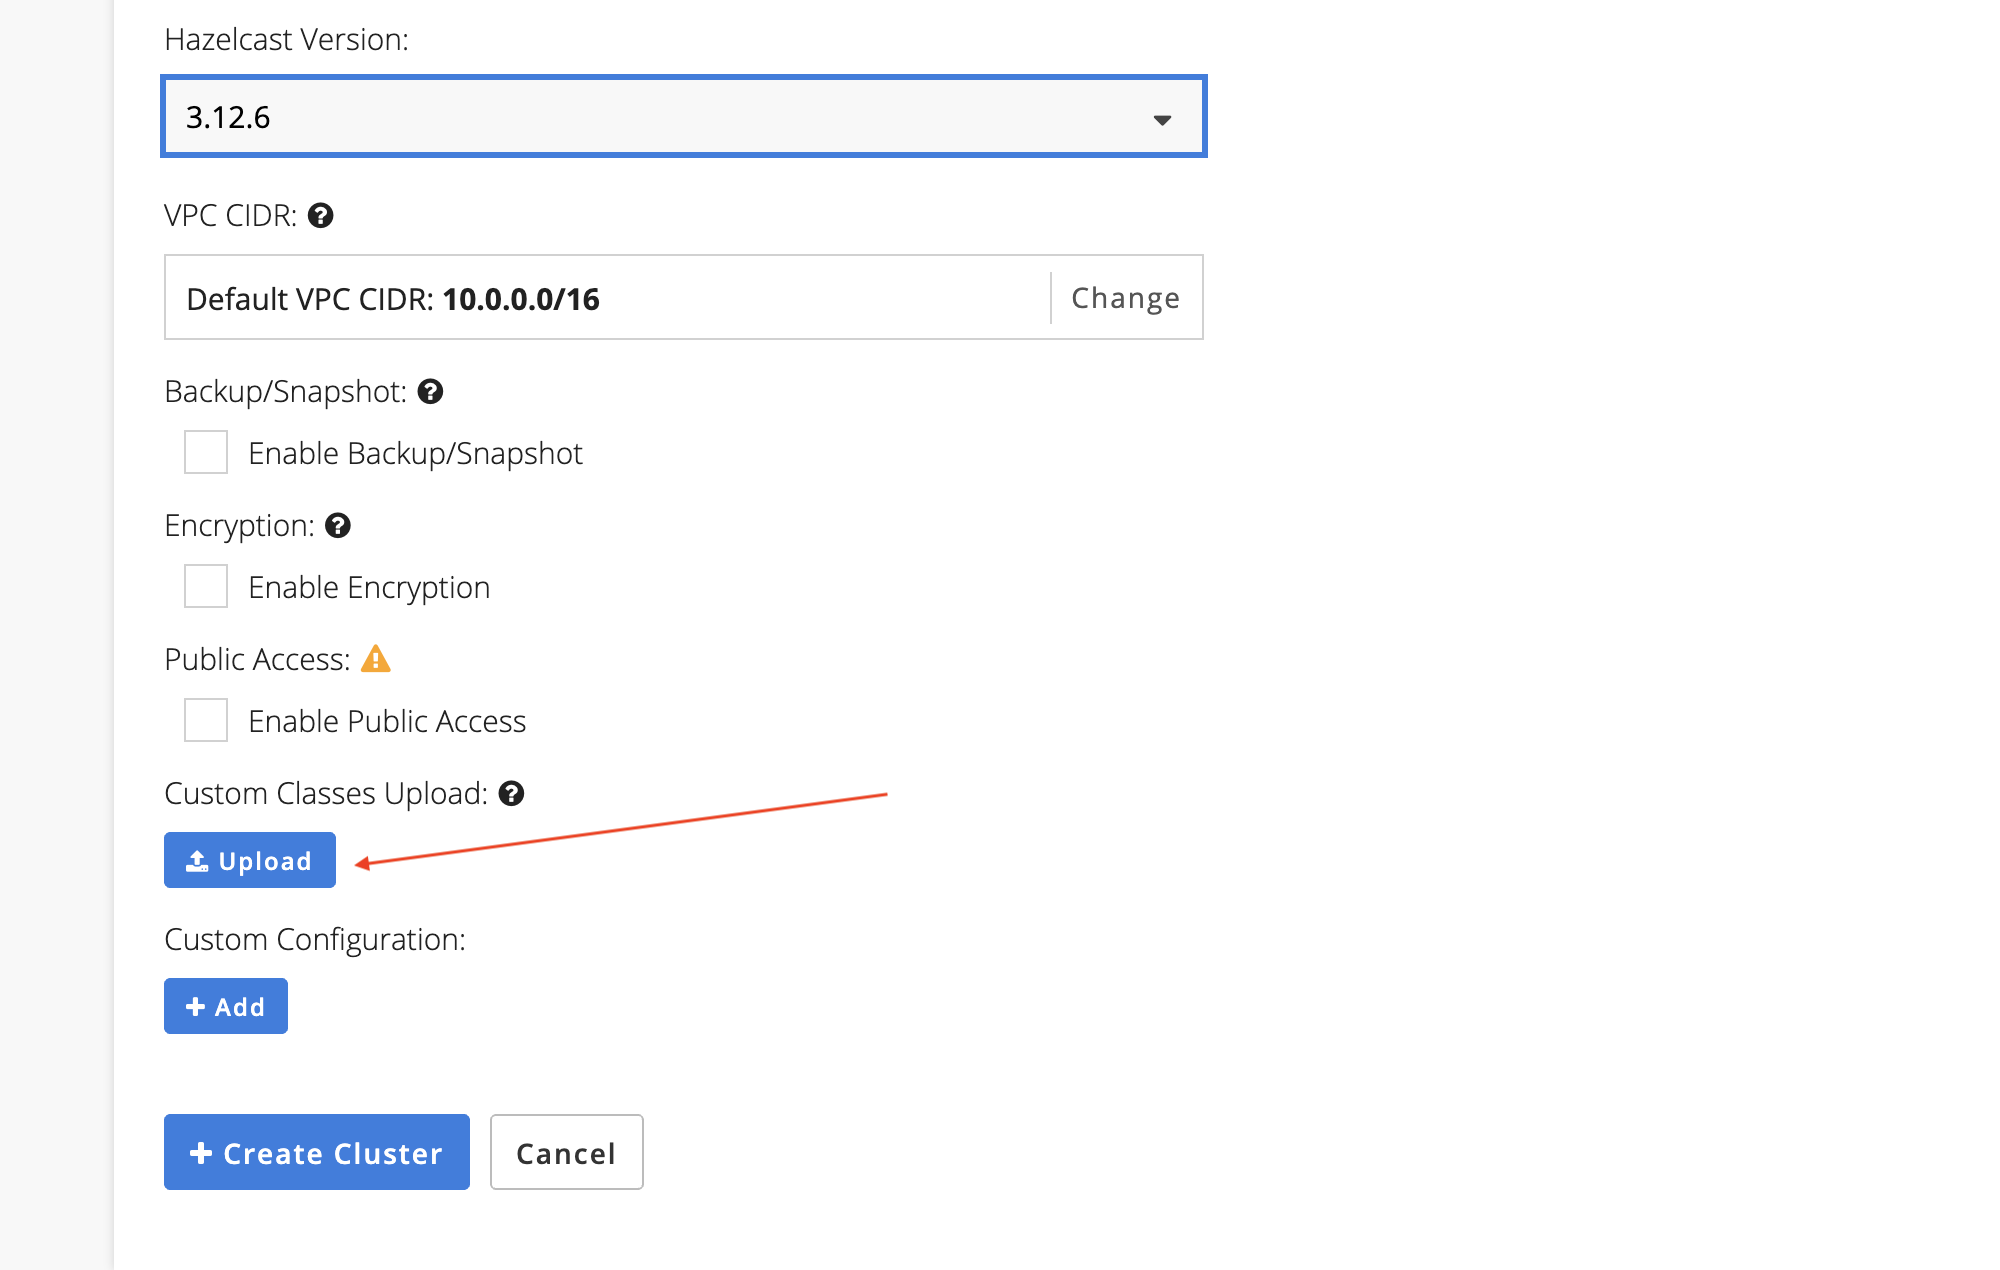 Hazelcast Version:
3.12.6
VPC CIDR:
Default VPC CIDR: 10.0.0.0/16
Change
Backup/Snapshot:
Enable Backup/Snapshot
Encryption:
Enable Encryption
Public Access:
Enable Public Access
Custom Classes Upload:
Upload
Custom Configuration:
+ Add
+ Create Cluster
Cancel